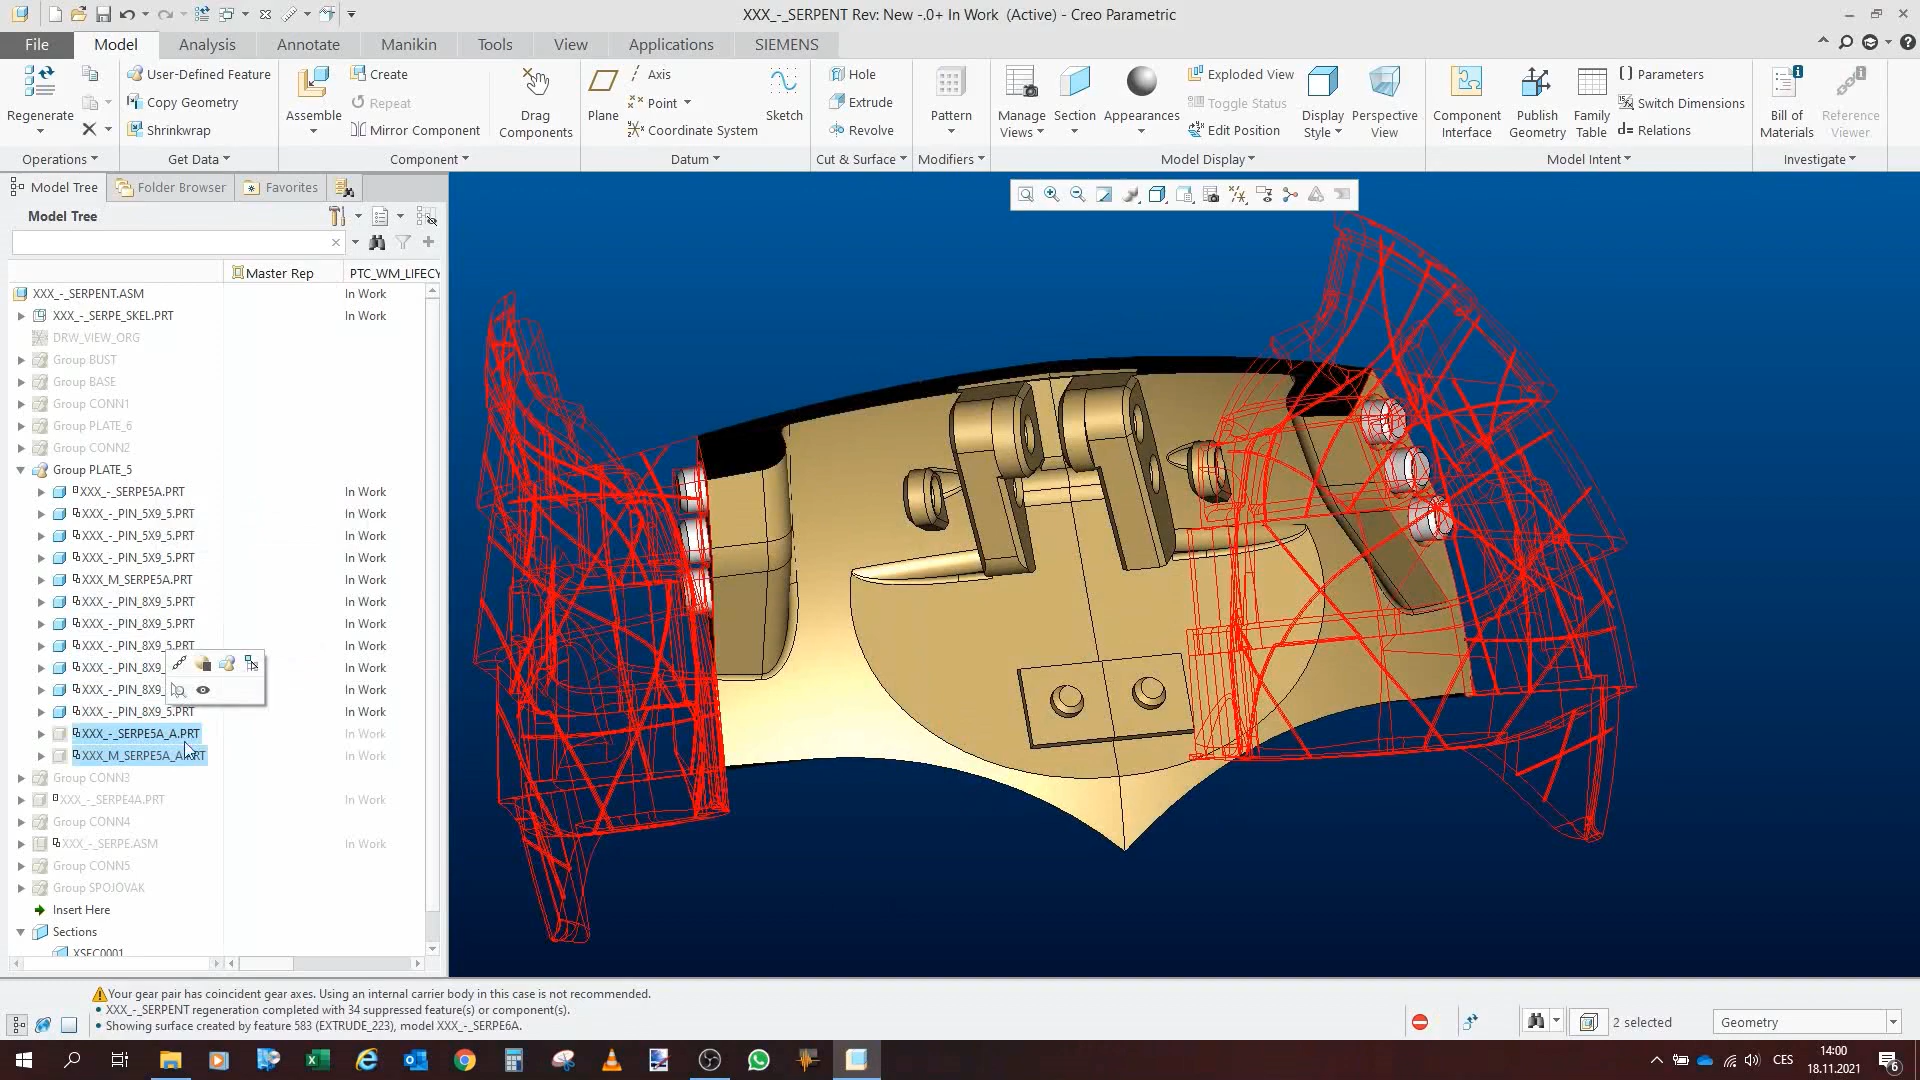 XXX_-_SERPENT Rev: New -.0+ In Work (Active) - Creo Parametric
File Model Analysis Annotate Manikin Tools View Applications SIEMENS
Regenerate
User-Defined Feature
Copy Geometry
Shrinkwrap
Assemble
Create
Repeat
Mirror Component
Drag
Components
Plane
Axis
Point
Coordinate System
Sketch
Hole
Extrude
Revolve
Pattern
Manage
Views
Section
Appearances
Exploded View
Toggle Status
Edit Position
Display
Style
Perspective
View
Component
Interface
Publish
Geometry
Family
Table
Parameters
Switch Dimensions
Relations
Bill of
Materials
Reference
Viewer
Operations Get Data Component Datum Cut & Surface Modifiers Model Display Model Intent Investigate
Model Tree Folder Browser Favorites
Model Tree
Master Rep PTC_WM_LIFECY
XXX_-_SERPENT.ASM In Work
XXX_-_SERPE_SKEL.PRT In Work
DRW_VIEW_ORG
Group BUST
Group BASE
Group CONN1
Group PLATE_6
Group CONN2
Group PLATE_5
XXX_-_SERPE5A.PRT In Work
XXX_-_PIN_5X9_5.PRT In Work
XXX_-_PIN_5X9_5.PRT In Work
XXX_-_PIN_5X9_5.PRT In Work
XXX_M_SERPE5A.PRT In Work
XXX_-_PIN_8X9_5.PRT In Work
XXX_-_PIN_8X9_5.PRT In Work
XXX_-_PIN_8X9_5.PRT In Work
XXX_-_PIN_8X9_ In Work
XXX_-_PIN_8X9_ In Work
XXX_-_PIN_8X9_5.PRT In Work
XXX_-_SERPE5A_A.PRT In Work
XXX_M_SERPE5A_A.PRT In Work
Group CONN3
XXX_-_SERPE4A.PRT In Work
Group CONN4
XXX_-_SERPE.ASM In Work
Group CONN5
Group SPOJOVAK
Insert Here
Sections
XSEC0001
Your gear pair has coincident gear axes. Using an internal carrier body in this case is not recommended.
• XXX_-_SERPENT regeneration completed with 34 suppressed feature(s) or component(s).
• Showing surface created by feature 583 (EXTRUDE_223), model XXX_-_SERPE6A.
2 selected
Geometry
CES
14:00
18.11.2021
6